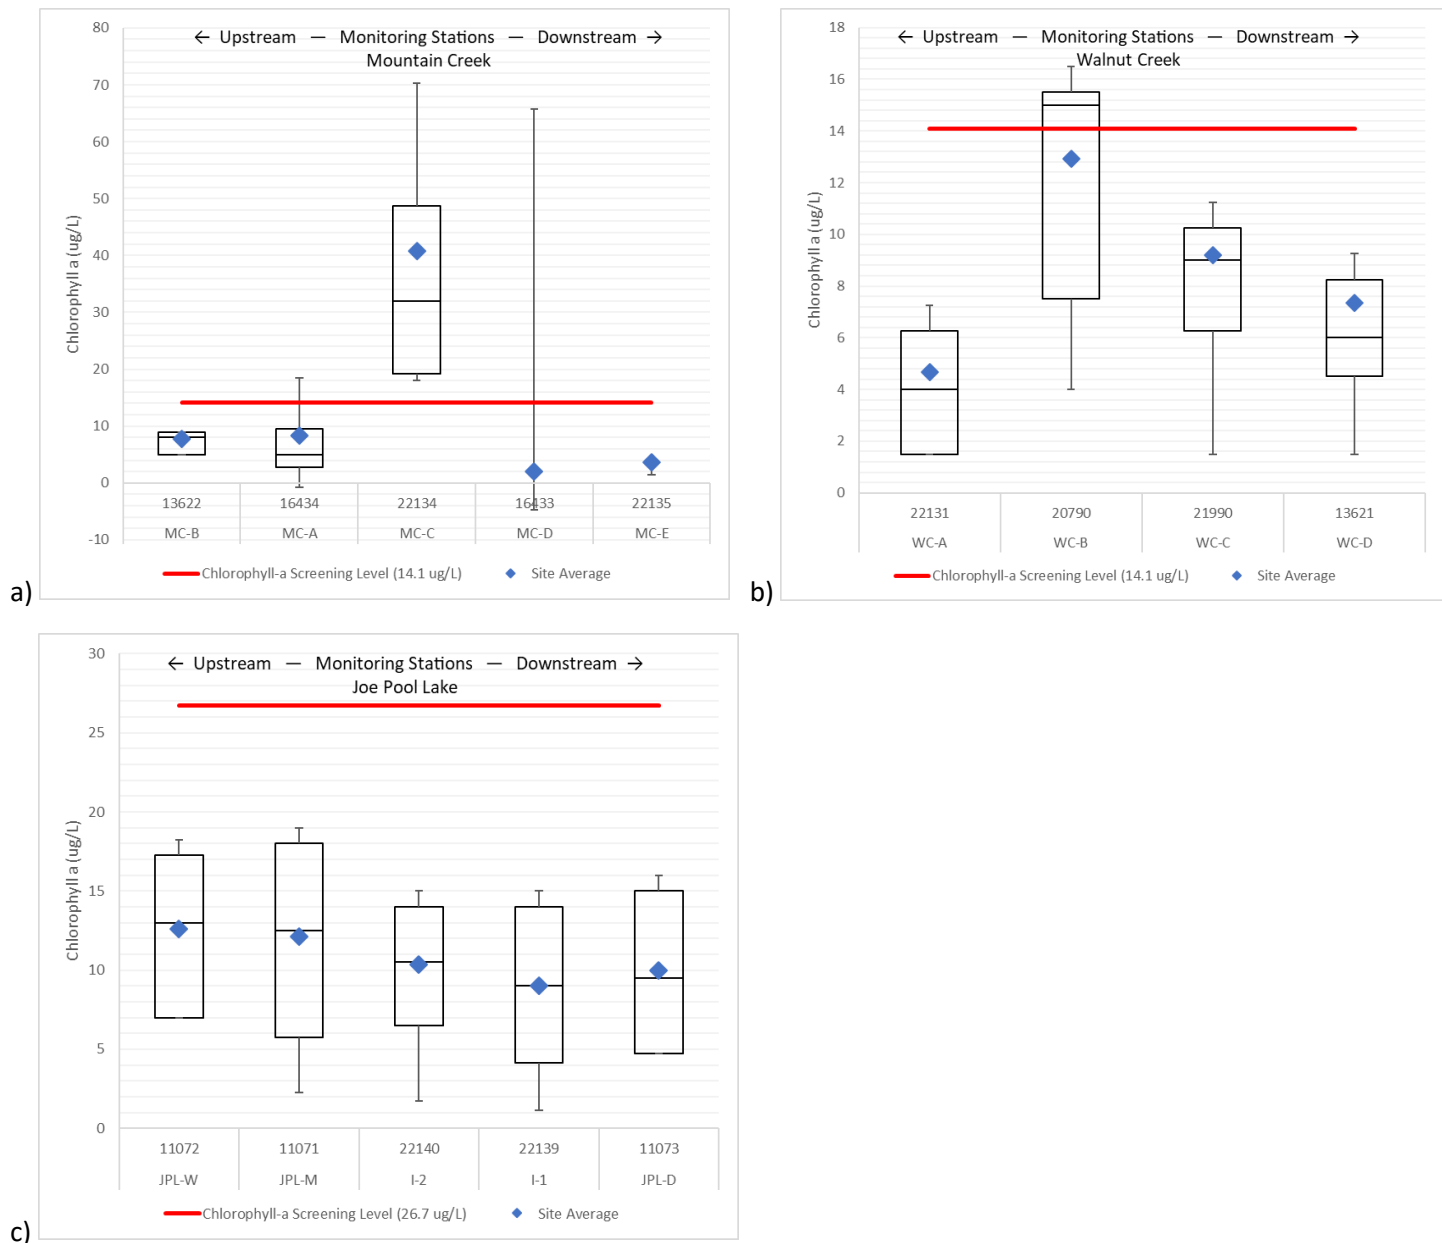 ← Upstream — Monitoring Stations — Downstream →
Mountain Creek
Chlorophyll a (ug/L)
80
70
60
50
40
30
20
10
0
-10
13622 16434 22134 16433 22135
MC-B MC-A MC-C MC-D MC-E
Chlorophyll-a Screening Level (14.1 ug/L) Site Average
a)
← Upstream — Monitoring Stations — Downstream →
Walnut Creek
Chlorophyll a (ug/L)
18
16
14
12
10
8
6
4
2
0
22131 20790 21990 13621
WC-A WC-B WC-C WC-D
Chlorophyll-a Screening Level (14.1 ug/L) Site Average
b)
← Upstream — Monitoring Stations — Downstream →
Joe Pool Lake
Chlorophyll a (ug/L)
30
25
20
15
10
5
0
11072 11071 22140 22139 11073
JPL-W JPL-M I-2 I-1 JPL-D
Chlorophyll-a Screening Level (26.7 ug/L) Site Average
c)